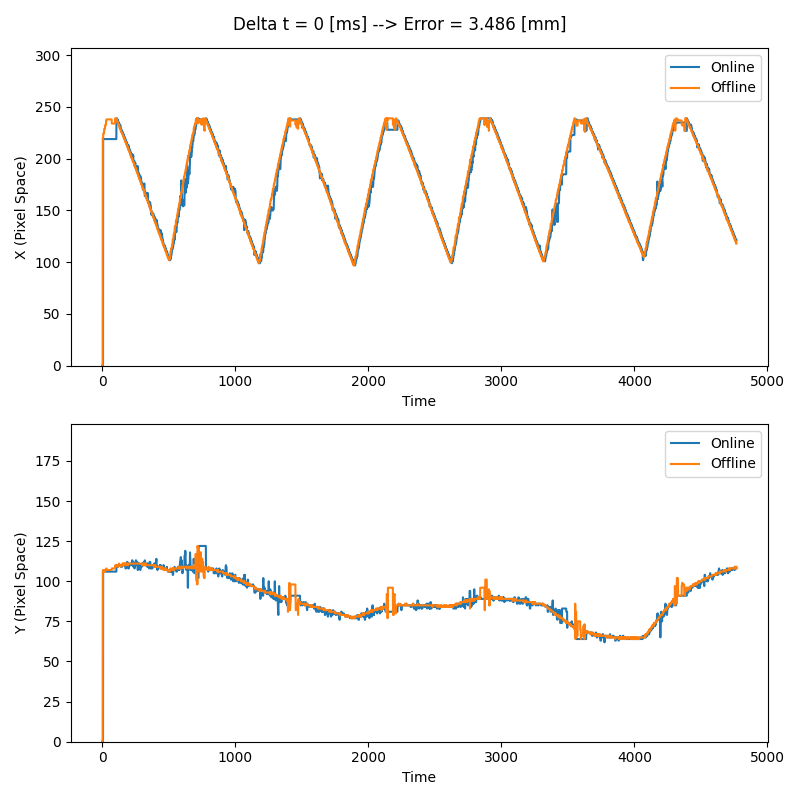 Delta t = 0 [ms] --> Error = 3.486 [mm]
300
250
200
150
100
50
0
X (Pixel Space)
Online
Offline
0 1000 2000 3000 4000 5000
Time
175
150
125
100
75
50
25
0
Y (Pixel Space)
Online
Offline
0 1000 2000 3000 4000 5000
Time